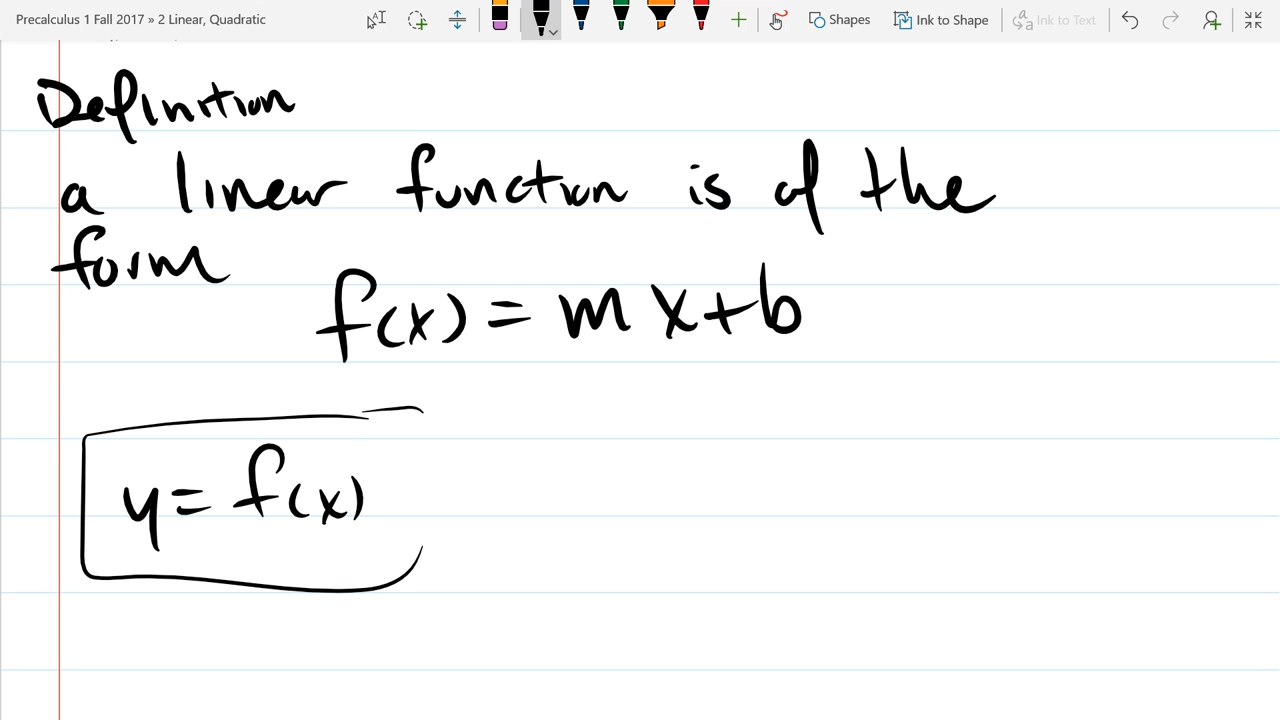 Precalculus 1 Fall 2017 » 2 Linear, Quadratic
Shapes
Ink to Shape
Ink to Text
Definition
a linear function is of the
form
f(x) = mx+b
y = f(x)